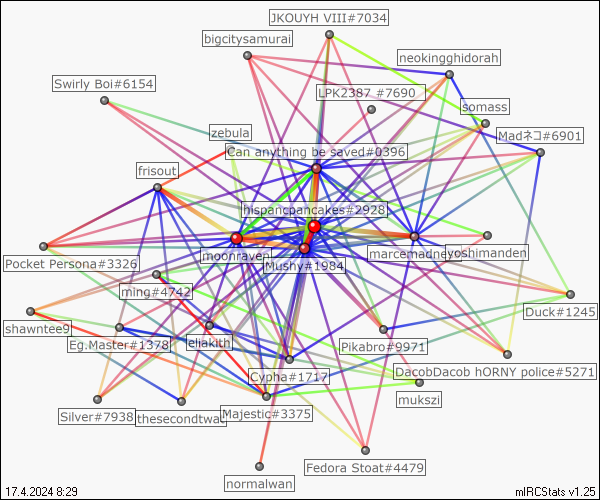 JKOUYH VIII#7034
bigcitysamurai
neokingghidorah
Swirly Boi#6154
LPK2387 #7690
somass
zebula
Madネコ#6901
Can anything be saved#0396
frisout
hispancpancakes#2928
moonraven
marcemadness
yoshimanden
Pocket Persona#3326
Mushy#1984
ming#4742
Duck#1245
shawntee9
Eg.Master#1378
eliakith
Pikabro#9971
Cypha#1717
DacobDacob hORNY police#5271
mukszi
Silver#7938
thesecondtwat
Majestic#3375
Fedora Stoat#4479
normalwan
17.4.2024 8:29
mIRCStats v1.25